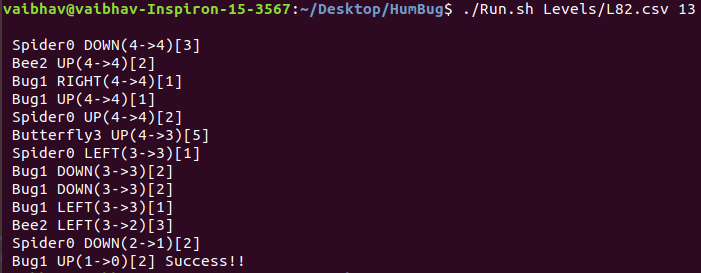 vaibhav@vaibhav-Inspiron-15-3567:~/Desktop/HumBug$ ./Run.sh Levels/L82.csv 13
Spider0 DOWN(4->4)[3]
Bee2 UP(4->4)[2]
Bug1 RIGHT(4->4)[1]
Bug1 UP(4->4)[1]
Spider0 UP(4->4)[2]
Butterfly3 UP(4->3)[5]
Spider0 LEFT(3->3)[1]
Bug1 DOWN(3->3)[2]
Bug1 DOWN(3->3)[2]
Bug1 LEFT(3->3)[1]
Bee2 LEFT(3->2)[3]
Spider0 DOWN(2->1)[2]
Bug1 UP(1->0)[2] Success!!